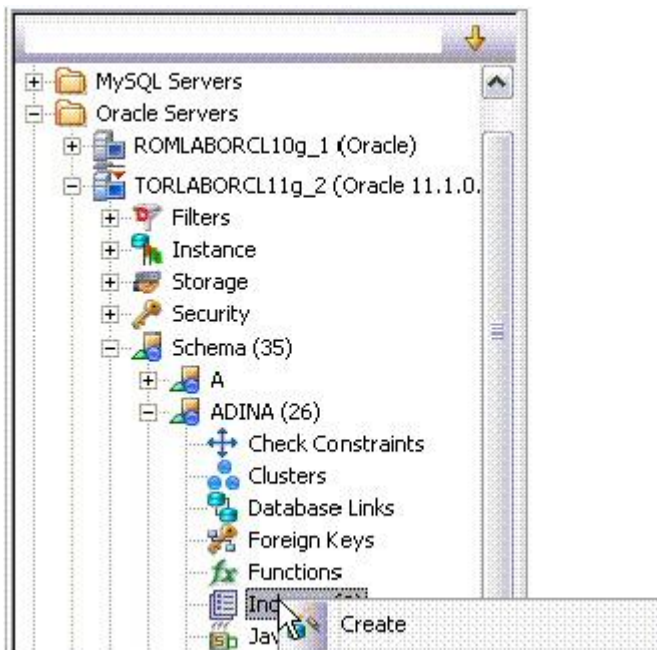 MySQL Servers
Oracle Servers
ROMLABORCL10g_1 (Oracle)
TORLABORCL11g_2 (Oracle 11.1.0.
Filters
Instance
Storage
Security
Schema (35)
A
ADINA (26)
Check Constraints
Clusters
Database Links
Foreign Keys
Functions
Create